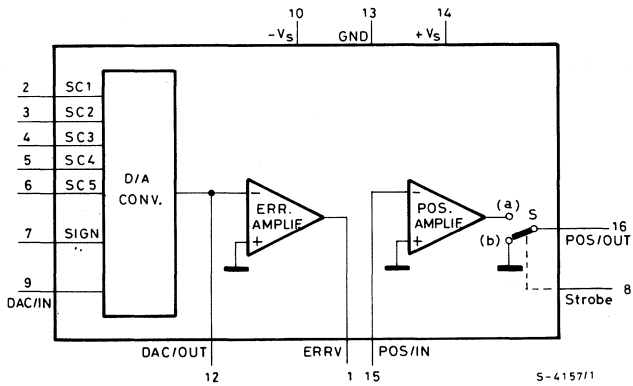 10 13 14
-Vs GND +Vs
2 SC1
3 SC2
4 SC3
5 SC4
6 SC5
7 SIGN
9
DAC/IN
D/A
CONV.
ERR.
AMPLIF
- +
POS.
AMPLIF
- +
(a)
(b)
S
16
POS/OUT
8
Strobe
DAC/OUT ERRV POS/IN
12 1 15
S-4157/1